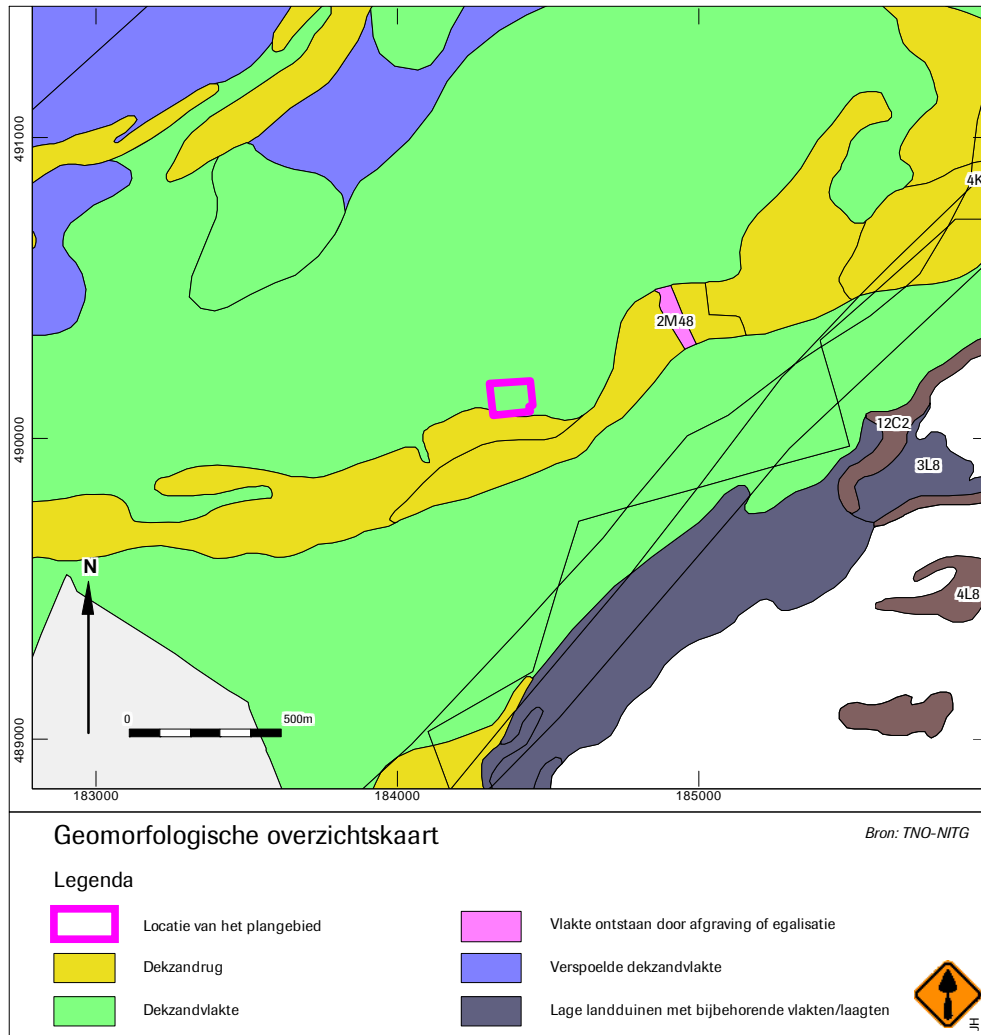 491000
4K
2M48
490000
12C2
3L8
N
4L8
0
500m
489000
183000
184000
185000
Geomorfologische overzichtskaart
Bron: TNO-NITG
Legenda
Locatie van het plangebied
Vlakte ontstaan door afgraving of egalisatie
Dekzandrug
Verspoelde dekzandvlakte
Dekzandvlakte
Lage landduinen met bijbehorende vlakten/laagten
JH